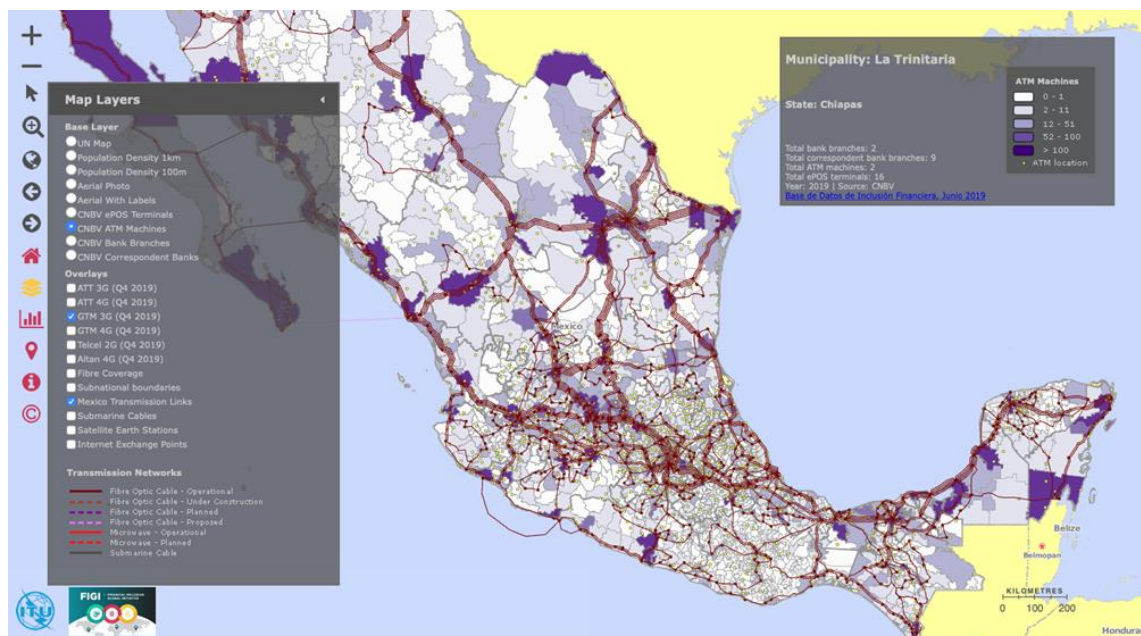 Map Layers
Base Layer
UN Map
Population Density 1km
Population Density 100m
Aerial Photo
Aerial With Labels
CNBV ePOS Terminals
CNBV ATM Machines
CNBV Bank Branches
CNBV Correspondent Banks
Overlays
ATT 3G (Q4 2019)
ATT 4G (Q4 2019)
GTM 3G (Q4 2019)
GTM 4G (Q4 2019)
Telcel 2G (Q4 2019)
Altan 4G (Q4 2019)
Fibre Coverage
Subnational boundaries
Mexico Transmission Links
Submarine Cables
Satellite Earth Stations
Internet Exchange Points
Transmission Networks
Fibre Optic Cable - Operational
Fibre Optic Cable - Under Construction
Fibre Optic Cable - Planned
Fibre Optic Cable - Proposed
Microwave - Operational
Microwave - Planned
Submarine Cable
ITU
FIGI
FINANCIAL INCLUSION
GLOBAL INITIATIVE
Mexico
Municipality: La Trinitaria
State: Chiapas
Total bank branches: 2
Total correspondent bank branches: 9
Total ATM machines: 2
Total ePOS terminals: 16
Year: 2019 | Source: CNBV
Base de Datos de Inclusión Financiera, Junio 2019
ATM Machines
0 - 1
2 - 11
12 - 51
52 - 100
> 100
ATM location
Belize
Belmopan
KILOMETRES
0 100 200
Hondura